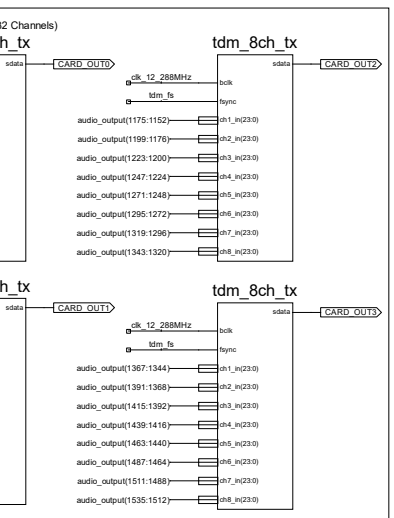 32 Channels)
h_tx
sdata
CARD_OUT0
tdm_8ch_tx
sdata
CARD_OUT2
clk_12_288MHz
bclk
tdm_fs
fsync
audio_output(1175:1152)
ch1_in(23:0)
audio_output(1199:1176)
ch2_in(23:0)
audio_output(1223:1200)
ch3_in(23:0)
audio_output(1247:1224)
ch4_in(23:0)
audio_output(1271:1248)
ch5_in(23:0)
audio_output(1295:1272)
ch6_in(23:0)
audio_output(1319:1296)
ch7_in(23:0)
audio_output(1343:1320)
ch8_in(23:0)
h_tx
sdata
CARD_OUT1
tdm_8ch_tx
sdata
CARD_OUT3
clk_12_288MHz
bclk
tdm_fs
fsync
audio_output(1367:1344)
ch1_in(23:0)
audio_output(1391:1368)
ch2_in(23:0)
audio_output(1415:1392)
ch3_in(23:0)
audio_output(1439:1416)
ch4_in(23:0)
audio_output(1463:1440)
ch5_in(23:0)
audio_output(1487:1464)
ch6_in(23:0)
audio_output(1511:1488)
ch7_in(23:0)
audio_output(1535:1512)
ch8_in(23:0)